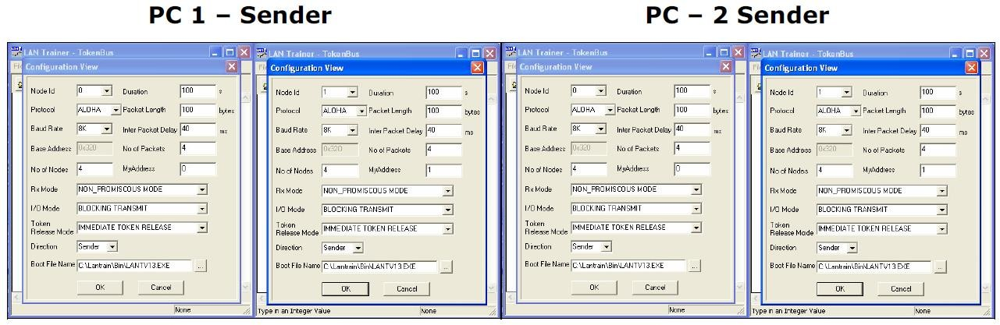 PC 1 – Sender
PC – 2 Sender
LAN Trainer - TokenBus
Configuration View
Node Id 0 Duration 100 s
Protocol ALOHA Packet Length 100 bytes
Baud Rate 8K Inter Packet Delay 40 ms
Base Address 0x320 No of Packets 4
No of Nodes 4 MyAddress 0
Rx Mode NON_PROMISCOUS MODE
I/O Mode BLOCKING TRANSMIT
Token
Release Mode IMMEDIATE TOKEN RELEASE
Direction Sender
Boot File Name C:\Lantrain\Bin\LANTV13.EXE ...
OK Cancel
None
LAN Trainer - TokenBus
Configuration View
Node Id 1 Duration 100 s
Protocol ALOHA Packet Length 100 bytes
Baud Rate 8K Inter Packet Delay 40 ms
Base Address 0x320 No of Packets 4
No of Nodes 4 MyAddress 1
Rx Mode NON_PROMISCOUS MODE
I/O Mode BLOCKING TRANSMIT
Token
Release Mode IMMEDIATE TOKEN RELEASE
Direction Sender
Boot File Name C:\Lantrain\Bin\LANTV13.EXE ...
OK Cancel
Type in an Integer Value None
LAN Trainer - TokenBus
Configuration View
Node Id 0 Duration 100 s
Protocol ALOHA Packet Length 100 bytes
Baud Rate 8K Inter Packet Delay 40 ms
Base Address 0x320 No of Packets 4
No of Nodes 4 MyAddress 0
Rx Mode NON_PROMISCOUS MODE
I/O Mode BLOCKING TRANSMIT
Token
Release Mode IMMEDIATE TOKEN RELEASE
Direction Sender
Boot File Name C:\Lantrain\Bin\LANTV13.EXE ...
OK Cancel
None
LAN Trainer - TokenBus
Configuration View
Node Id 1 Duration 100 s
Protocol ALOHA Packet Length 100 bytes
Baud Rate 8K Inter Packet Delay 40 ms
Base Address 0x320 No of Packets 4
No of Nodes 4 MyAddress 1
Rx Mode NON_PROMISCOUS MODE
I/O Mode BLOCKING TRANSMIT
Token
Release Mode IMMEDIATE TOKEN RELEASE
Direction Sender
Boot File Name C:\Lantrain\Bin\LANTV13.EXE ...
OK Cancel
Type in an Integer Value None